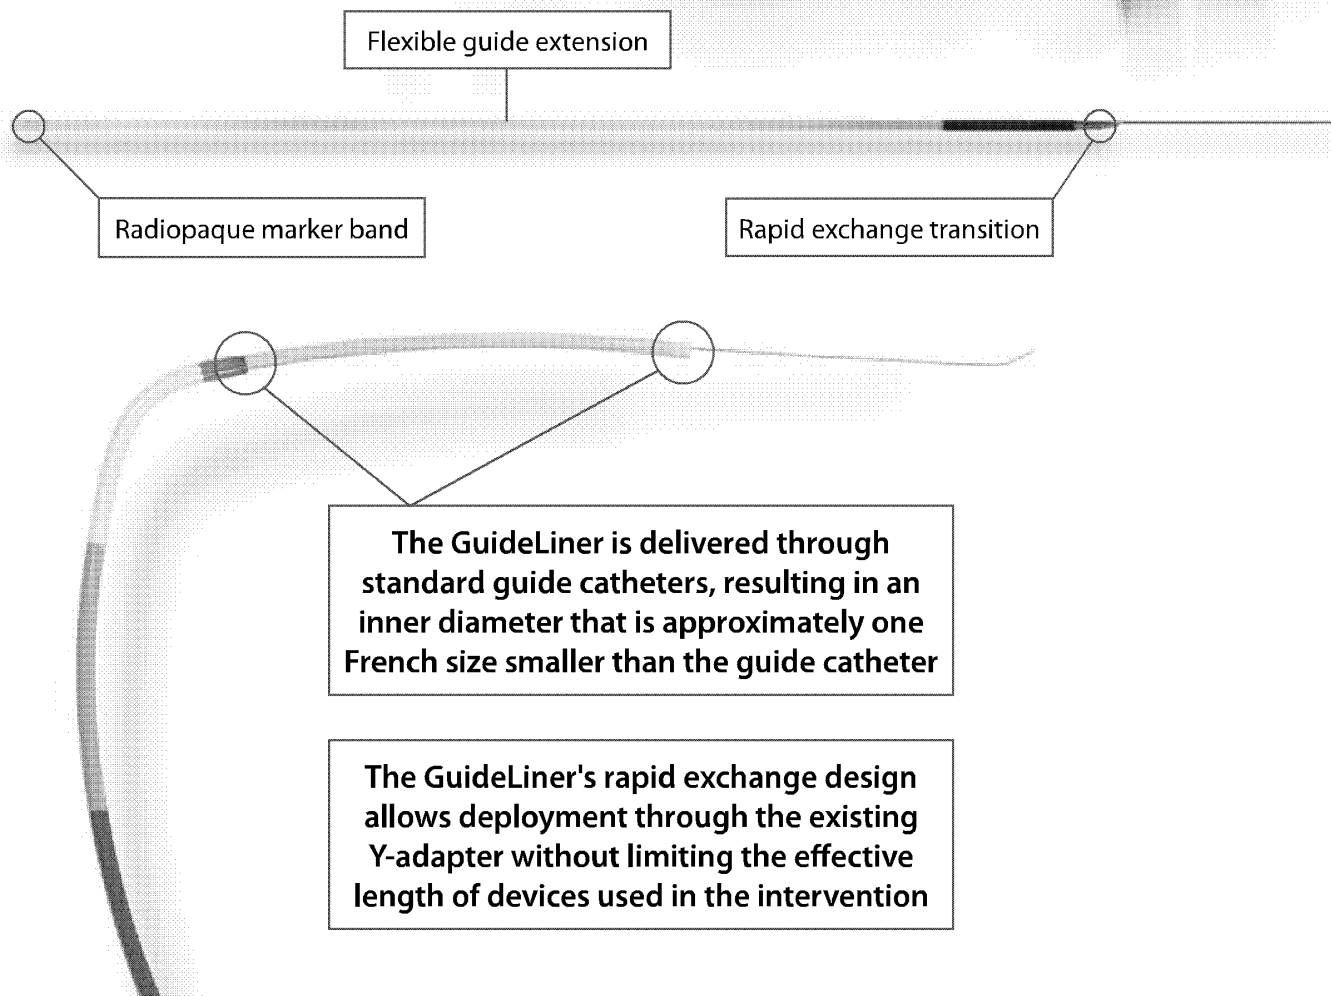 Flexible guide extension
Radiopaque marker band
Rapid exchange transition
The GuideLiner is delivered through
standard guide catheters, resulting in an
inner diameter that is approximately one
French size smaller than the guide catheter
The GuideLiner's rapid exchange design
allows deployment through the existing
Y-adapter without limiting the effective
length of devices used in the intervention